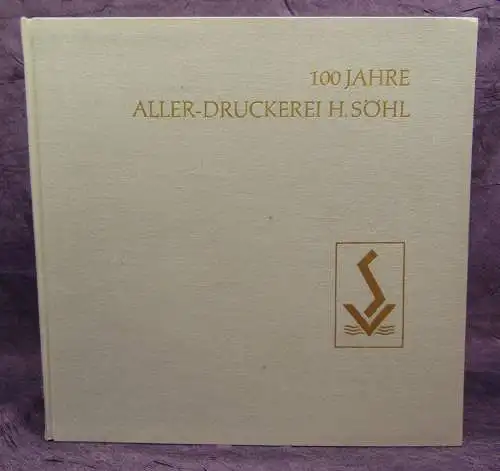 100 JAHRE
ALLER-DRUCKEREI H. SÖHL